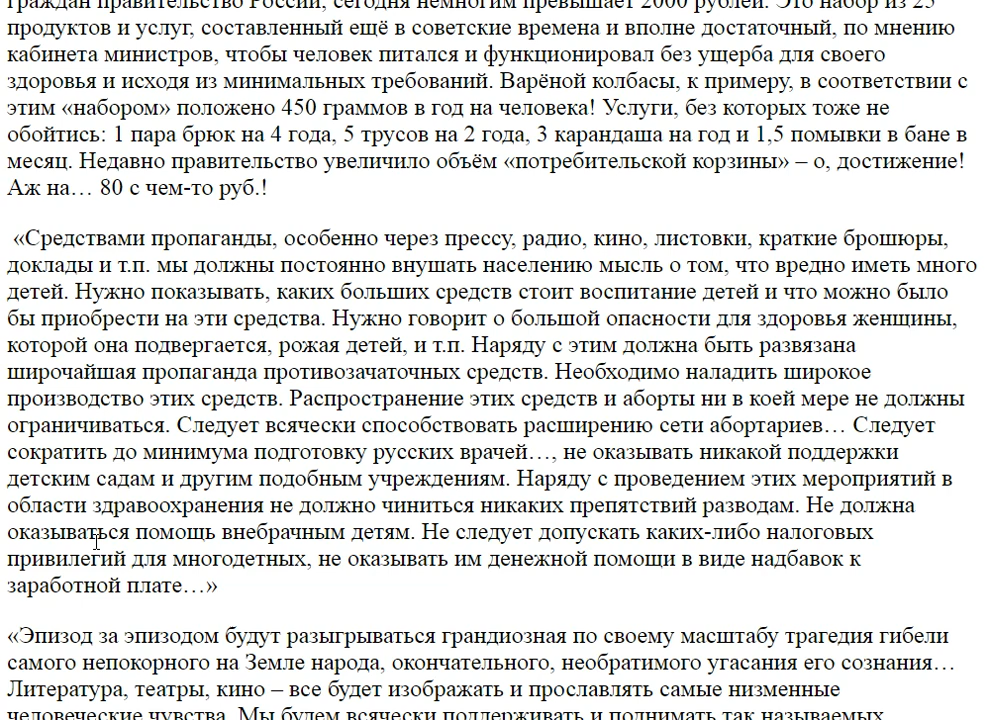 граждан правительство России, сегодня немногим превышает 2000 рублей. Это набор из 25
продуктов и услуг, составленный ещё в советские времена и вполне достаточный, по мнению
кабинета министров, чтобы человек питался и функционировал без ущерба для своего
здоровья и исходя из минимальных требований. Варёной колбасы, к примеру, в соответствии с
этим «набором» положено 450 граммов в год на человека! Услуги, без которых тоже не
обойтись: 1 пара брюк на 4 года, 5 трусов на 2 года, 3 карандаша на год и 1,5 помывки в бане в
месяц. Недавно правительство увеличило объём «потребительской корзины» – о, достижение!
Аж на… 80 с чем-то руб.!
«Средствами пропаганды, особенно через прессу, радио, кино, листовки, краткие брошюры,
доклады и т.п. мы должны постоянно внушать населению мысль о том, что вредно иметь много
детей. Нужно показывать, каких больших средств стоит воспитание детей и что можно было
бы приобрести на эти средства. Нужно говорит о большой опасности для здоровья женщины,
которой она подвергается, рожая детей, и т.п. Наряду с этим должна быть развязана
широчайшая пропаганда противозачаточных средств. Необходимо наладить широкое
производство этих средств. Распространение этих средств и аборты ни в коей мере не должны
ограничиваться. Следует всячески способствовать расширению сети абортариев… Следует
сократить до минимума подготовку русских врачей…, не оказывать никакой поддержки
детским садам и другим подобным учреждениям. Наряду с проведением этих мероприятий в
области здравоохранения не должно чиниться никаких препятствий разводам. Не должна
оказываться помощь внебрачным детям. Не следует допускать каких-либо налоговых
привилегий для многодетных, не оказывать им денежной помощи в виде надбавок к
заработной плате…»
«Эпизод за эпизодом будут разыгрываться грандиозная по своему масштабу трагедия гибели
самого непокорного на Земле народа, окончательного, необратимого угасания его сознания…
Литература, театры, кино – все будет изображать и прославлять самые низменные
человеческие чувства. Мы будем всячески поддерживать и поднимать так называемых